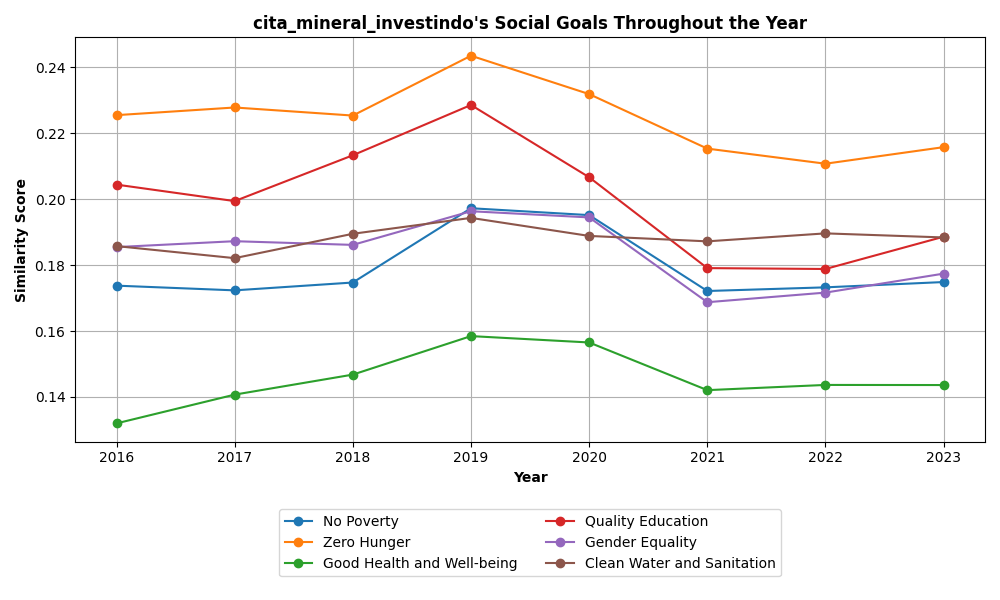 cita_mineral_investindo's Social Goals Throughout the Year
Similarity Score
0.24
0.22
0.20
0.18
0.16
0.14
2016 2017 2018 2019 2020 2021 2022 2023
Year
No Poverty
Zero Hunger
Good Health and Well-being
Quality Education
Gender Equality
Clean Water and Sanitation